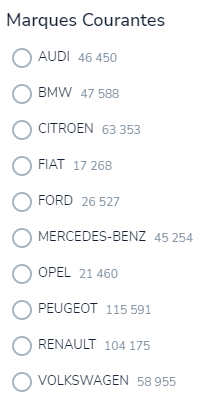 Marques Courantes
AUDI 46 450
BMW 47 588
CITROEN 63 353
FIAT 17 268
FORD 26 527
MERCEDES-BENZ 45 254
OPEL 21 460
PEUGEOT 115 591
RENAULT 104 175
VOLKSWAGEN 58 955